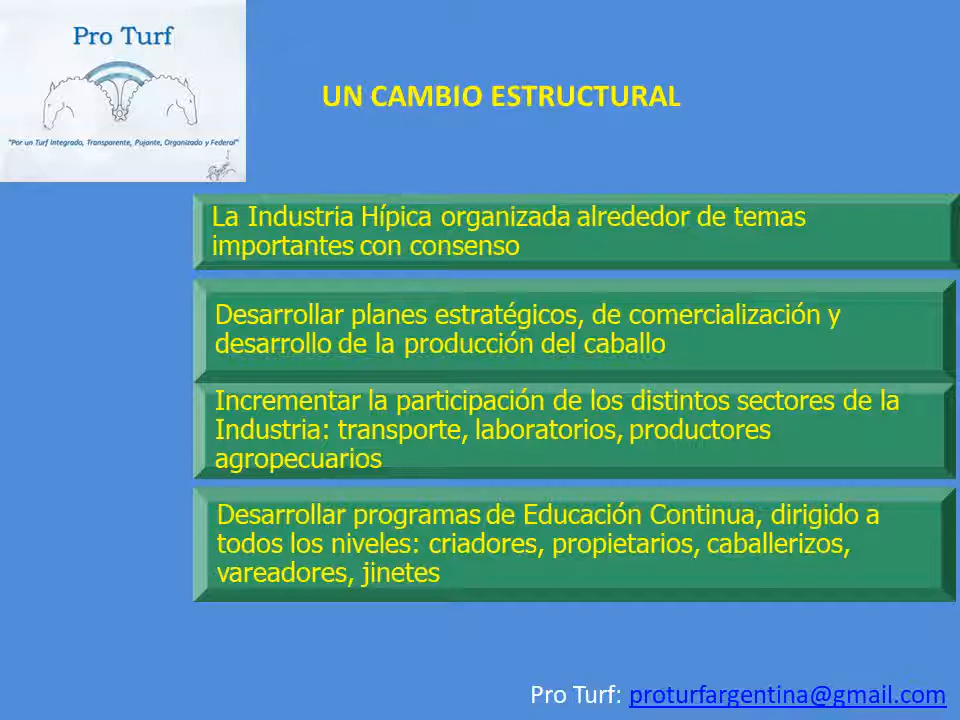 Pro Turf
"Por un Turf Integrado, Transparente, Pujante, Organizado y Federal"
UN CAMBIO ESTRUCTURAL
La Industria Hípica organizada alrededor de temas
importantes con consenso
Desarrollar planes estratégicos, de comercialización y
desarrollo de la producción del caballo
Incrementar la participación de los distintos sectores de la
Industria: transporte, laboratorios, productores
agropecuarios
Desarrollar programas de Educación Continua, dirigido a
todos los niveles: criadores, propietarios, caballerizos,
vareadores, jinetes
Pro Turf: proturfargentina@gmail.com